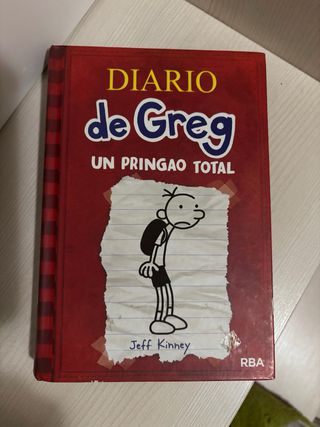 DIARIO
de Greg
UN PRINGAO TOTAL
Jeff Kinney
RBA